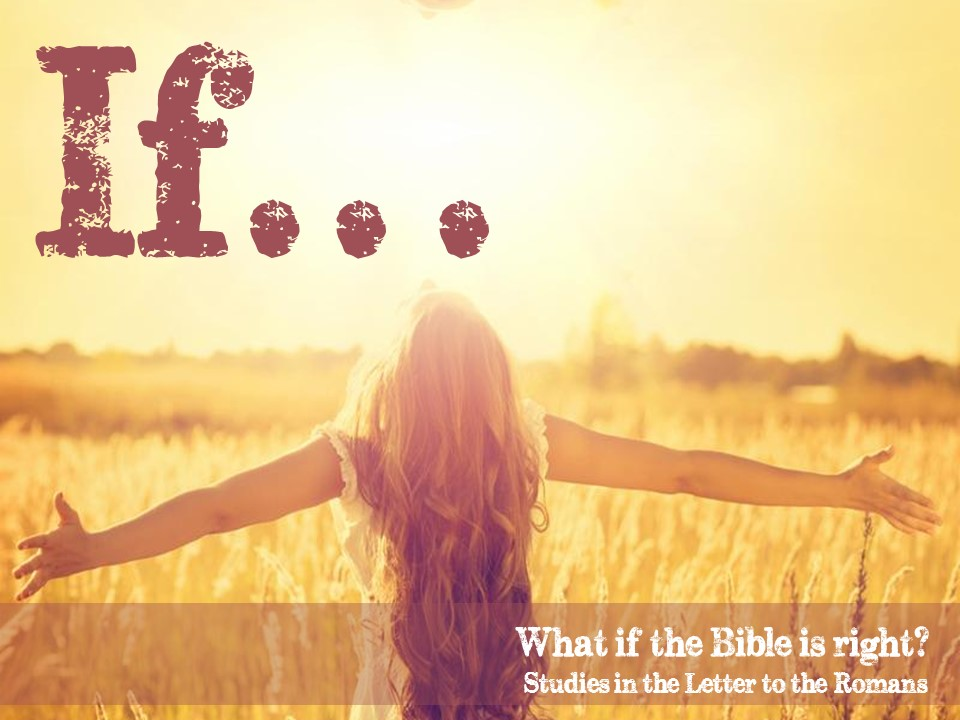 If...
What if the Bible is right?
Studies in the Letter to the Romans